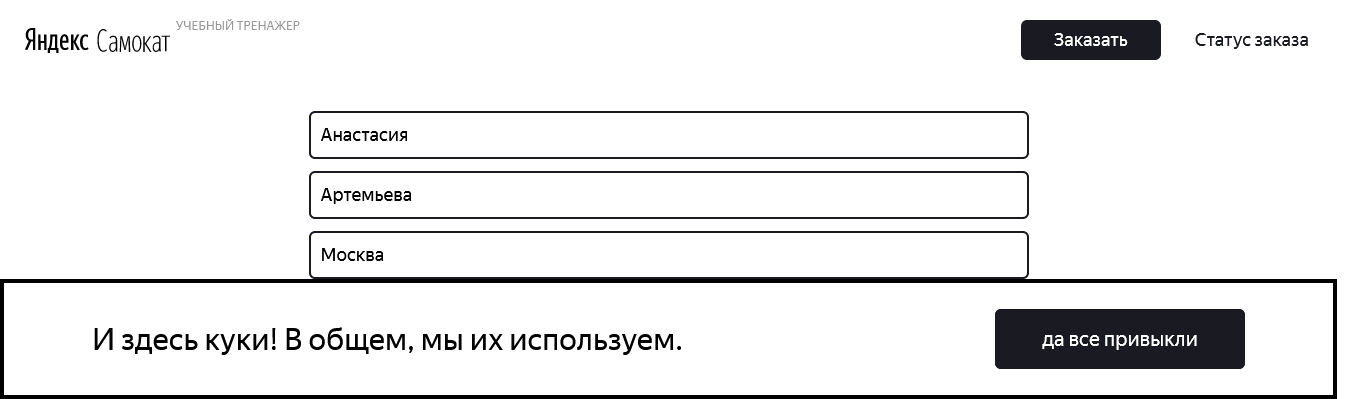 Яндекс Самокат
УЧЕБНЫЙ ТРЕНАЖЕР
Заказать
Статус заказа
Анастасия
Артемьева
Москва
И здесь куки! В общем, мы их используем.
да все привыкли